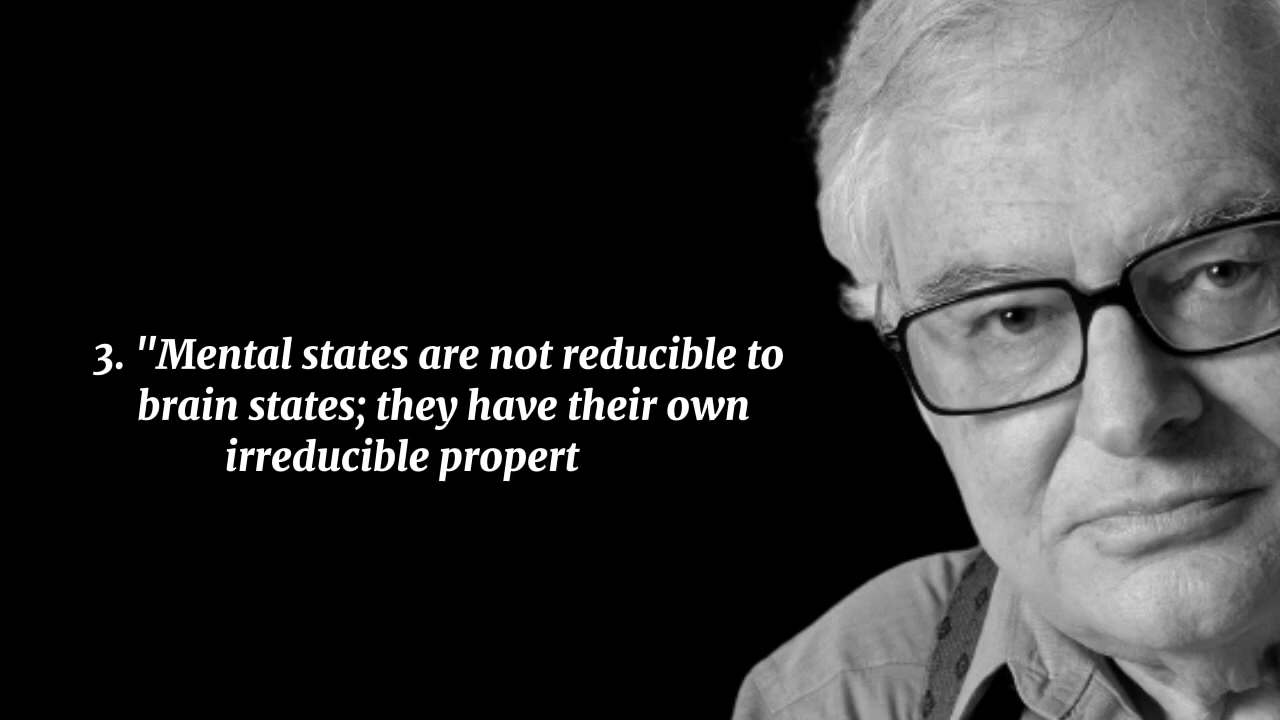 3. "Mental states are not reducible to
brain states; they have their own
irreducible propert